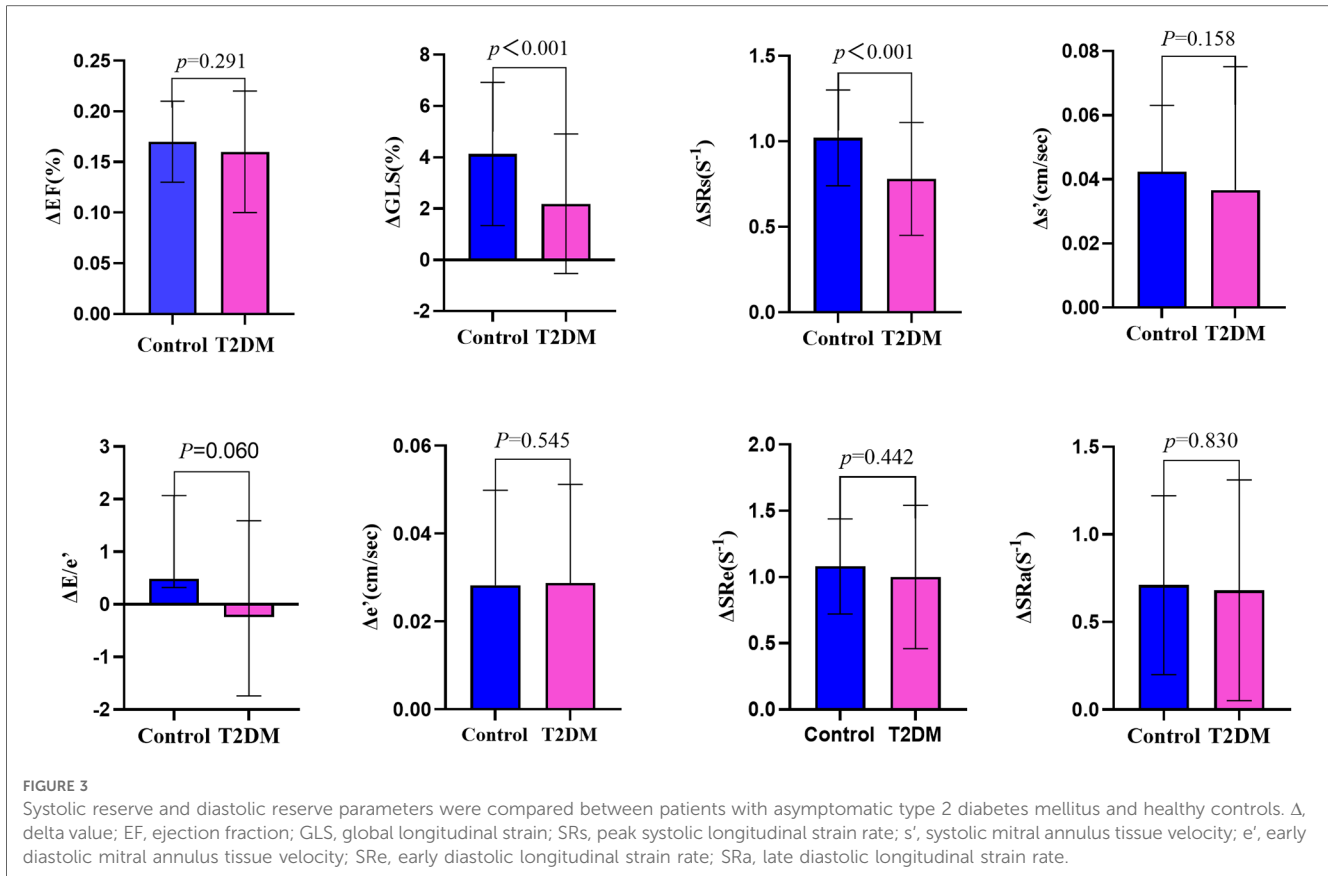 p=0.291
ΔEF(%)
0.25
0.20
0.15
0.10
0.05
0.00
Control T2DM
p<0.001
ΔGLS(%)
8
6
4
2
0
-2
Control T2DM
p<0.001
ΔSRs(S⁻¹)
1.5
1.0
0.5
0.0
Control T2DM
P=0.158
Δs’(cm/sec)
0.08
0.06
0.04
0.02
0.00
Control T2DM
P=0.060
ΔE/e’
3
2
1
0
-1
-2
Control T2DM
P=0.545
Δe’(cm/sec)
0.06
0.04
0.02
0.00
Control T2DM
p=0.442
ΔSRe(S⁻¹)
2.0
1.5
1.0
0.5
0.0
Control T2DM
p=0.830
ΔSRa(S⁻¹)
1.5
1.0
0.5
0.0
Control T2DM
FIGURE 3
Systolic reserve and diastolic reserve parameters were compared between patients with asymptomatic type 2 diabetes mellitus and healthy controls. Δ,
delta value; EF, ejection fraction; GLS, global longitudinal strain; SRs, peak systolic longitudinal strain rate; s’, systolic mitral annulus tissue velocity; e’, early
diastolic mitral annulus tissue velocity; SRe, early diastolic longitudinal strain rate; SRa, late diastolic longitudinal strain rate.